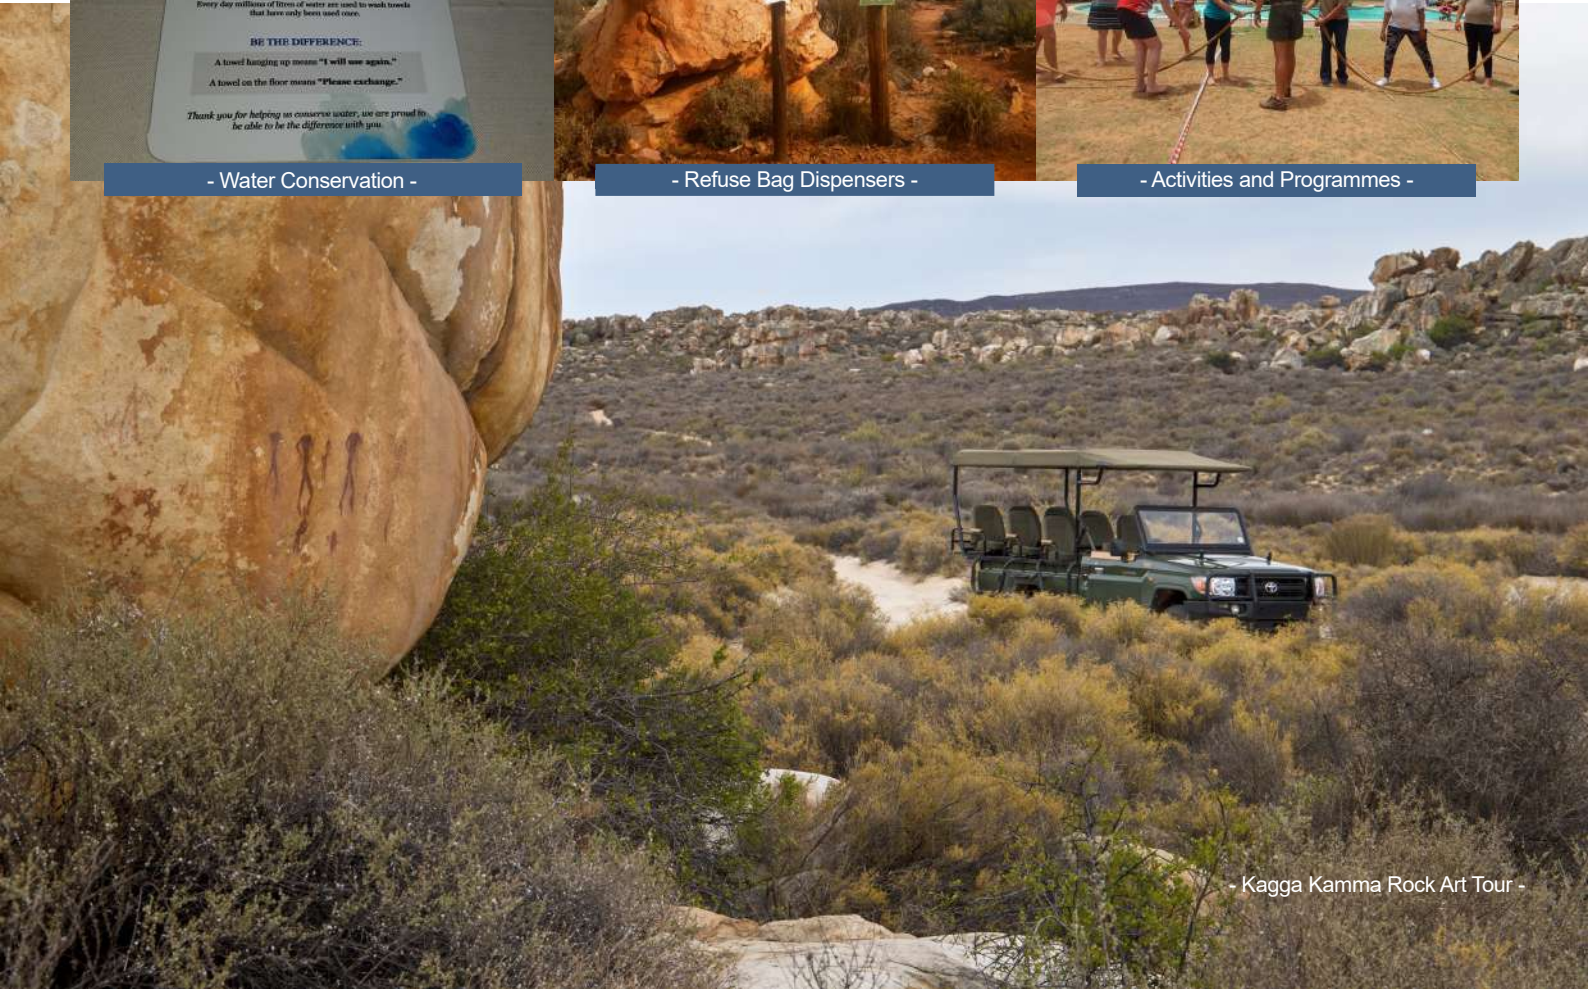 Every day millions of litres of water are used to wash towels
that have only been used once.
BE THE DIFFERENCE:
A towel hanging up means "I will use again."
A towel on the floor means "Please exchange."
Thank you for helping us conserve water, we are proud to
be able to be the difference with you.
- Water Conservation -
- Refuse Bag Dispensers -
- Activities and Programmes -
- Kagga Kamma Rock Art Tour -